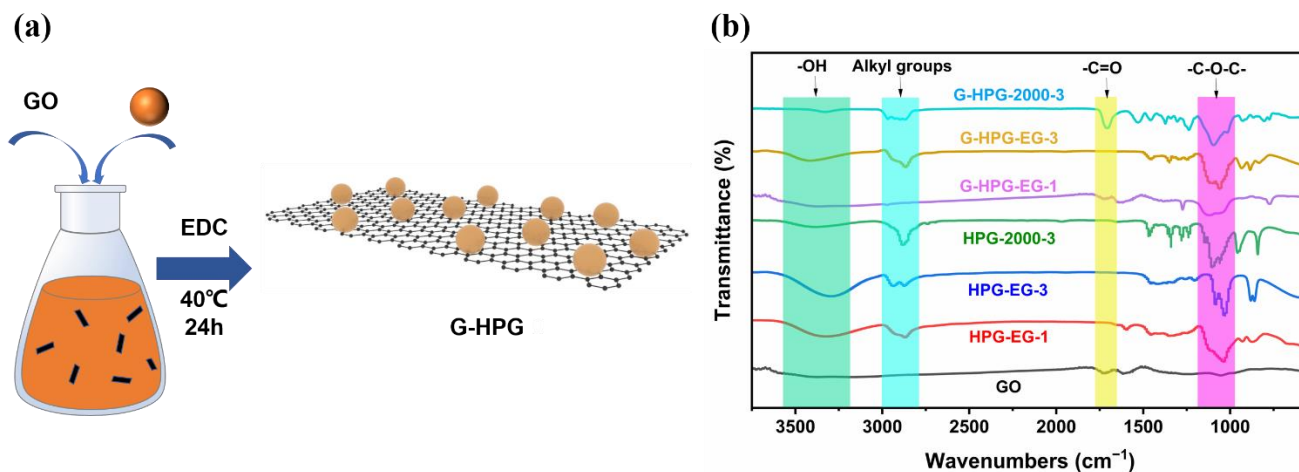 (a)
GO
EDC
40℃
24h
G-HPG
(b)
-OH
Alkyl groups
-C=O
-C-O-C-
G-HPG-2000-3
G-HPG-EG-3
G-HPG-EG-1
HPG-2000-3
HPG-EG-3
HPG-EG-1
GO
Transmittance (%)
3500 3000 2500 2000 1500 1000
Wavenumbers (cm⁻¹)